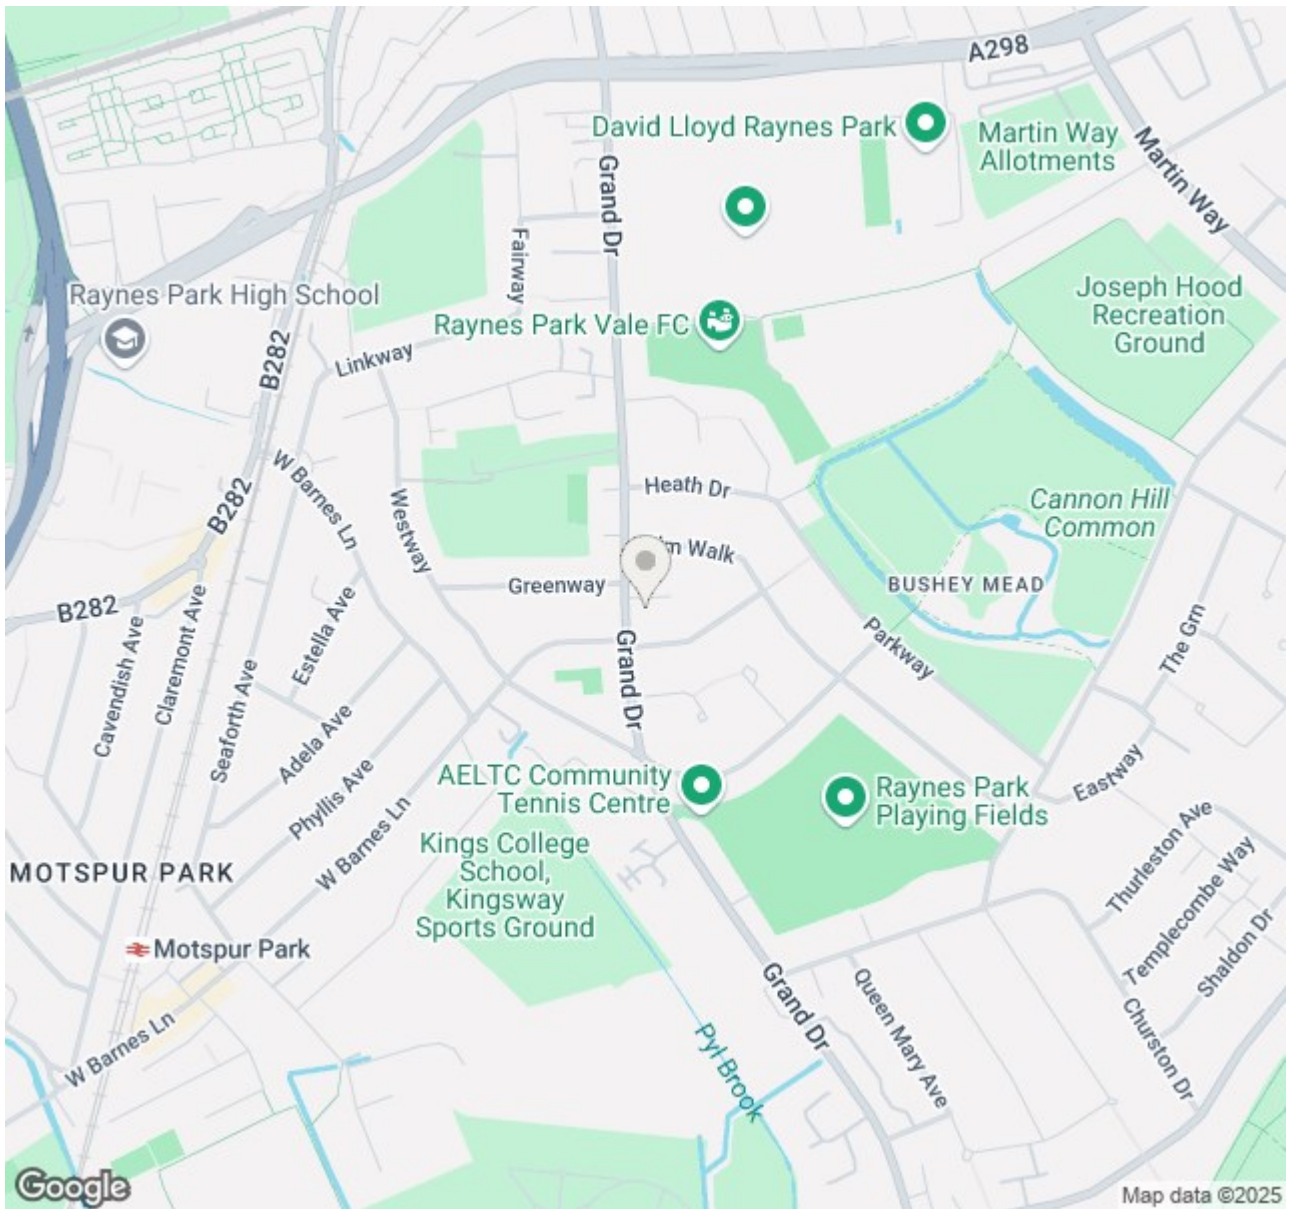 A298
David Lloyd Raynes Park
Martin Way
Allotments
Martin Way
Grand Dr
Fairway
Raynes Park High School
Joseph Hood
Recreation
Ground
Raynes Park Vale FC
B282
Linkway
W Barnes Ln
Heath Dr
B282
Westway
Cannon Hill
Common
Walk
Greenway
BUSHEY MEAD
B282
Estella Ave
Claremont Ave
Cavendish Ave
The Grn
Parkway
Grand Dr
Seaforth Ave
Adela Ave
Phyllis Ave
AELTC Community
Tennis Centre
Raynes Park
Playing Fields
Eastway
W Barnes Ln
Kings College
School,
Kingsway
Sports Ground
MOTSPUR PARK
Thurleston Ave
Templecombe Way
Shaldon Dr
Motspur Park
Grand Dr
Queen Mary Ave
Churston Dr
W Barnes Ln
Pyl Brook
Google
Map data ©2025